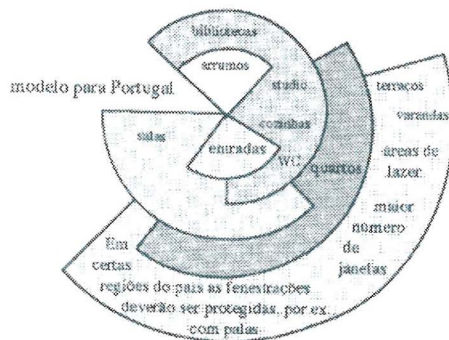 bibliotecas
arrumos
modelo para Portugal
studio
terraços
varandas
salas
cozinhas
entradas
WC
quartos
áreas de
lazer
maior
número
de
janelas
Em
certas
regiões do país as fenestrações
deverão ser protegidas, por ex.
com palas